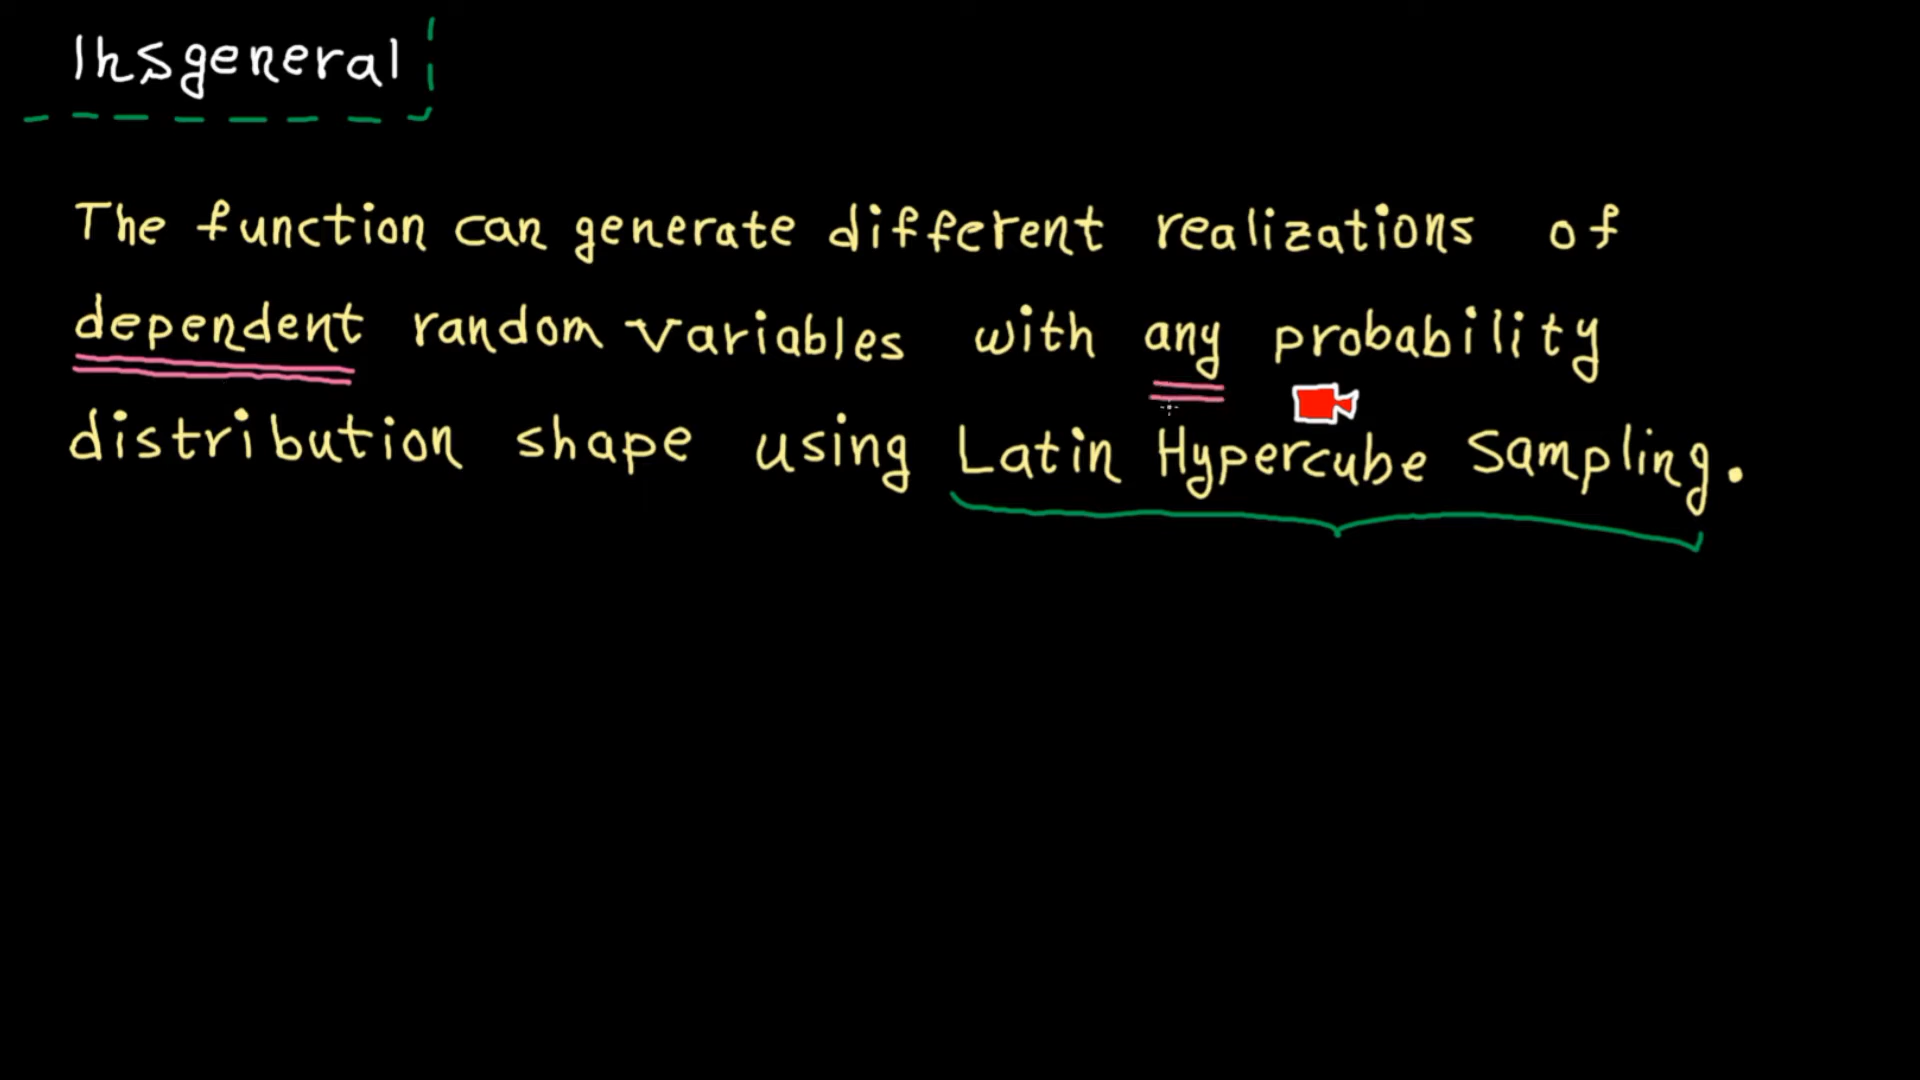 lhsgeneral
The function can generate different realizations of
dependent random variables with any probability
distribution shape using Latin Hypercube Sampling.